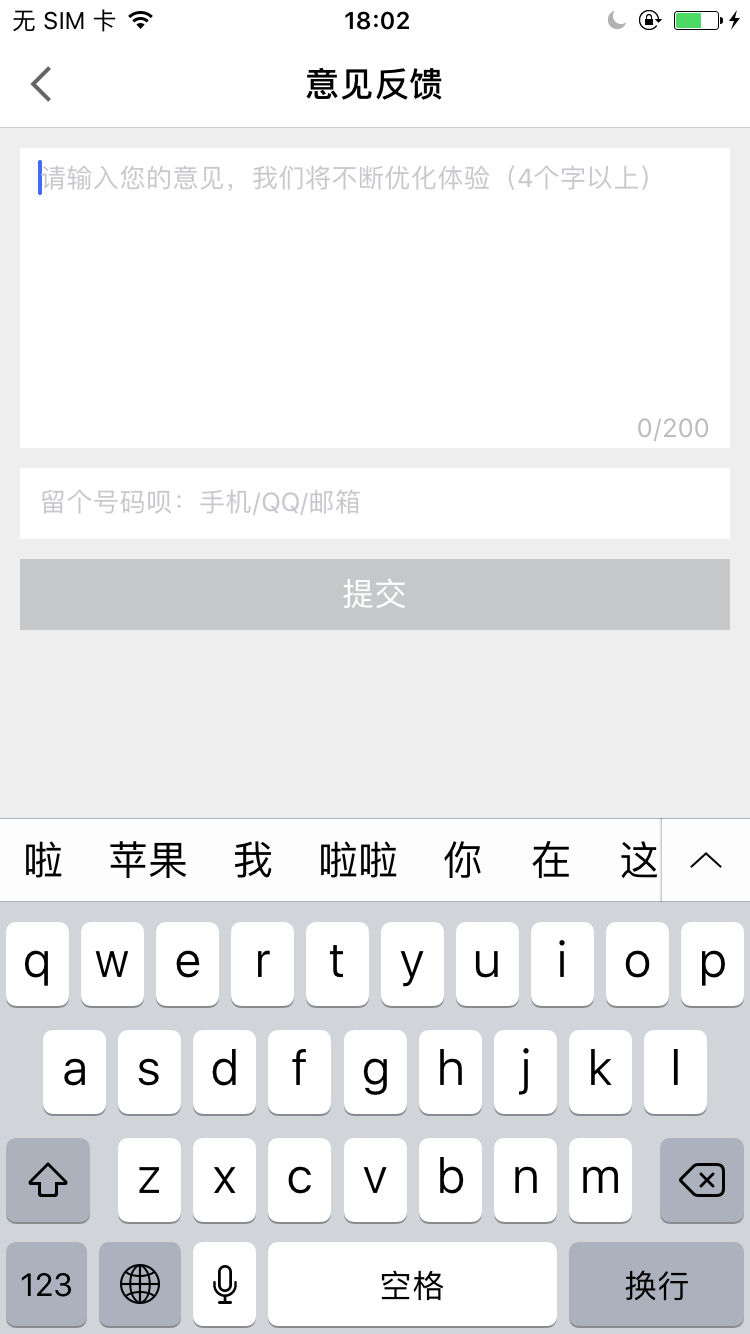 无 SIM 卡 18:02
意见反馈
请输入您的意见，我们将不断优化体验（4个字以上）
0/200
留个号码呗：手机/QQ/邮箱
提交
啦 苹果 我 啦啦 你 在 这
q w e r t y u i o p
a s d f g h j k l
z x c v b n m
123 空格 换行